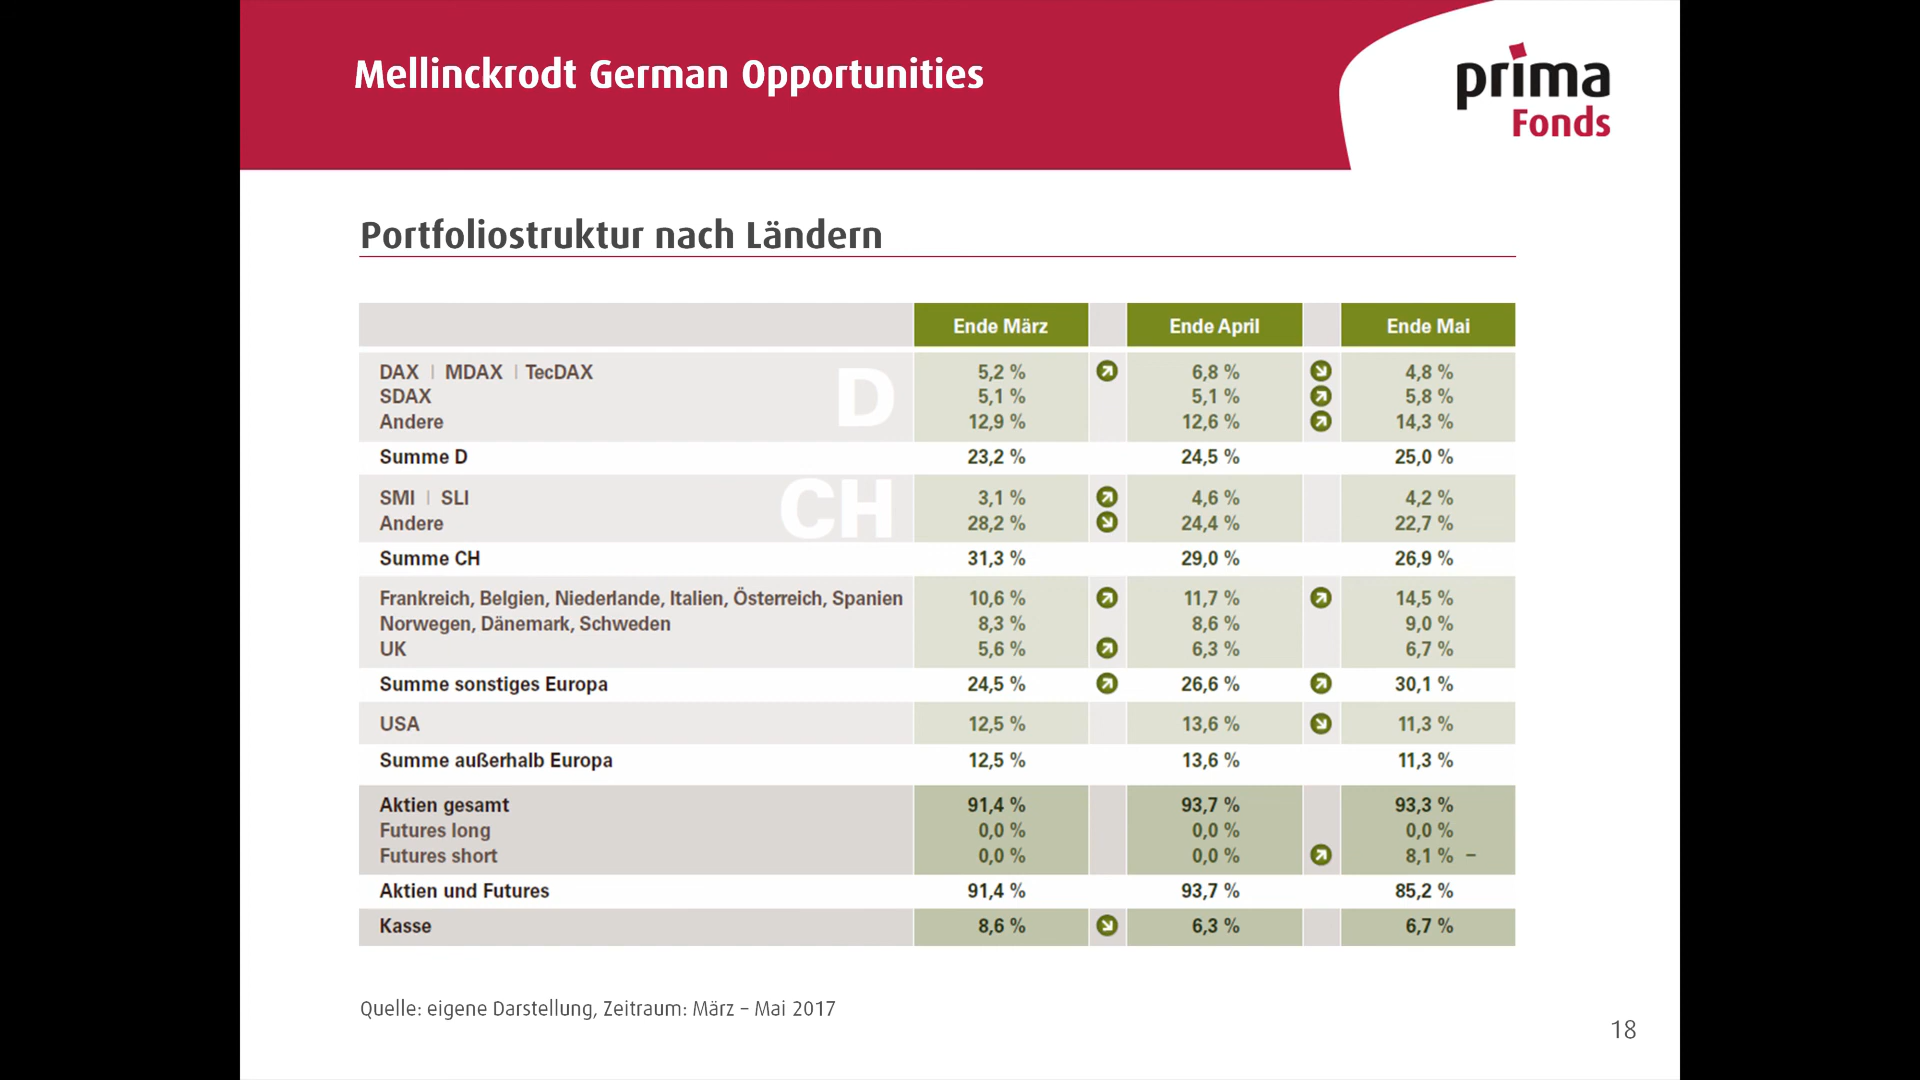 Mellinckrodt German Opportunities
prima
Fonds
Portfoliostruktur nach Ländern
Ende März Ende April Ende Mai
DAX | MDAX | TecDAX 5,2 % 6,8 % 4,8 %
SDAX 5,1 % 5,1 % 5,8 %
Andere 12,9 % 12,6 % 14,3 %
D
Summe D 23,2 % 24,5 % 25,0 %
SMI | SLI 3,1 % 4,6 % 4,2 %
Andere 28,2 % 24,4 % 22,7 %
CH
Summe CH 31,3 % 29,0 % 26,9 %
Frankreich, Belgien, Niederlande, Italien, Österreich, Spanien 10,6 % 11,7 % 14,5 %
Norwegen, Dänemark, Schweden 8,3 % 8,6 % 9,0 %
UK 5,6 % 6,3 % 6,7 %
Summe sonstiges Europa 24,5 % 26,6 % 30,1 %
USA 12,5 % 13,6 % 11,3 %
Summe außerhalb Europa 12,5 % 13,6 % 11,3 %
Aktien gesamt 91,4 % 93,7 % 93,3 %
Futures long 0,0 % 0,0 % 0,0 %
Futures short 0,0 % 0,0 % 8,1 % –
Aktien und Futures 91,4 % 93,7 % 85,2 %
Kasse 8,6 % 6,3 % 6,7 %
Quelle: eigene Darstellung, Zeitraum: März – Mai 2017
18